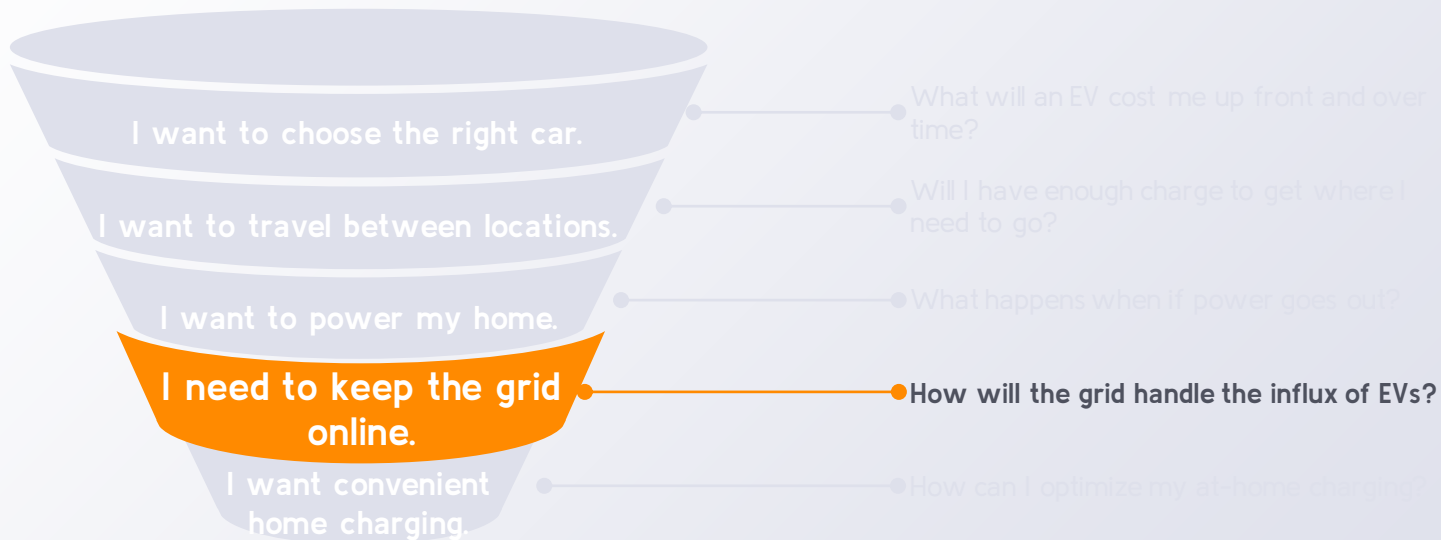 I want to choose the right car.
What will an EV cost me up front and over
time?
I want to travel between locations.
Will I have enough charge to get where I
need to go?
I want to power my home.
What happens when if power goes out?
I need to keep the grid
online.
How will the grid handle the influx of EVs?
I want convenient
home charging.
How can I optimize my at-home charging?